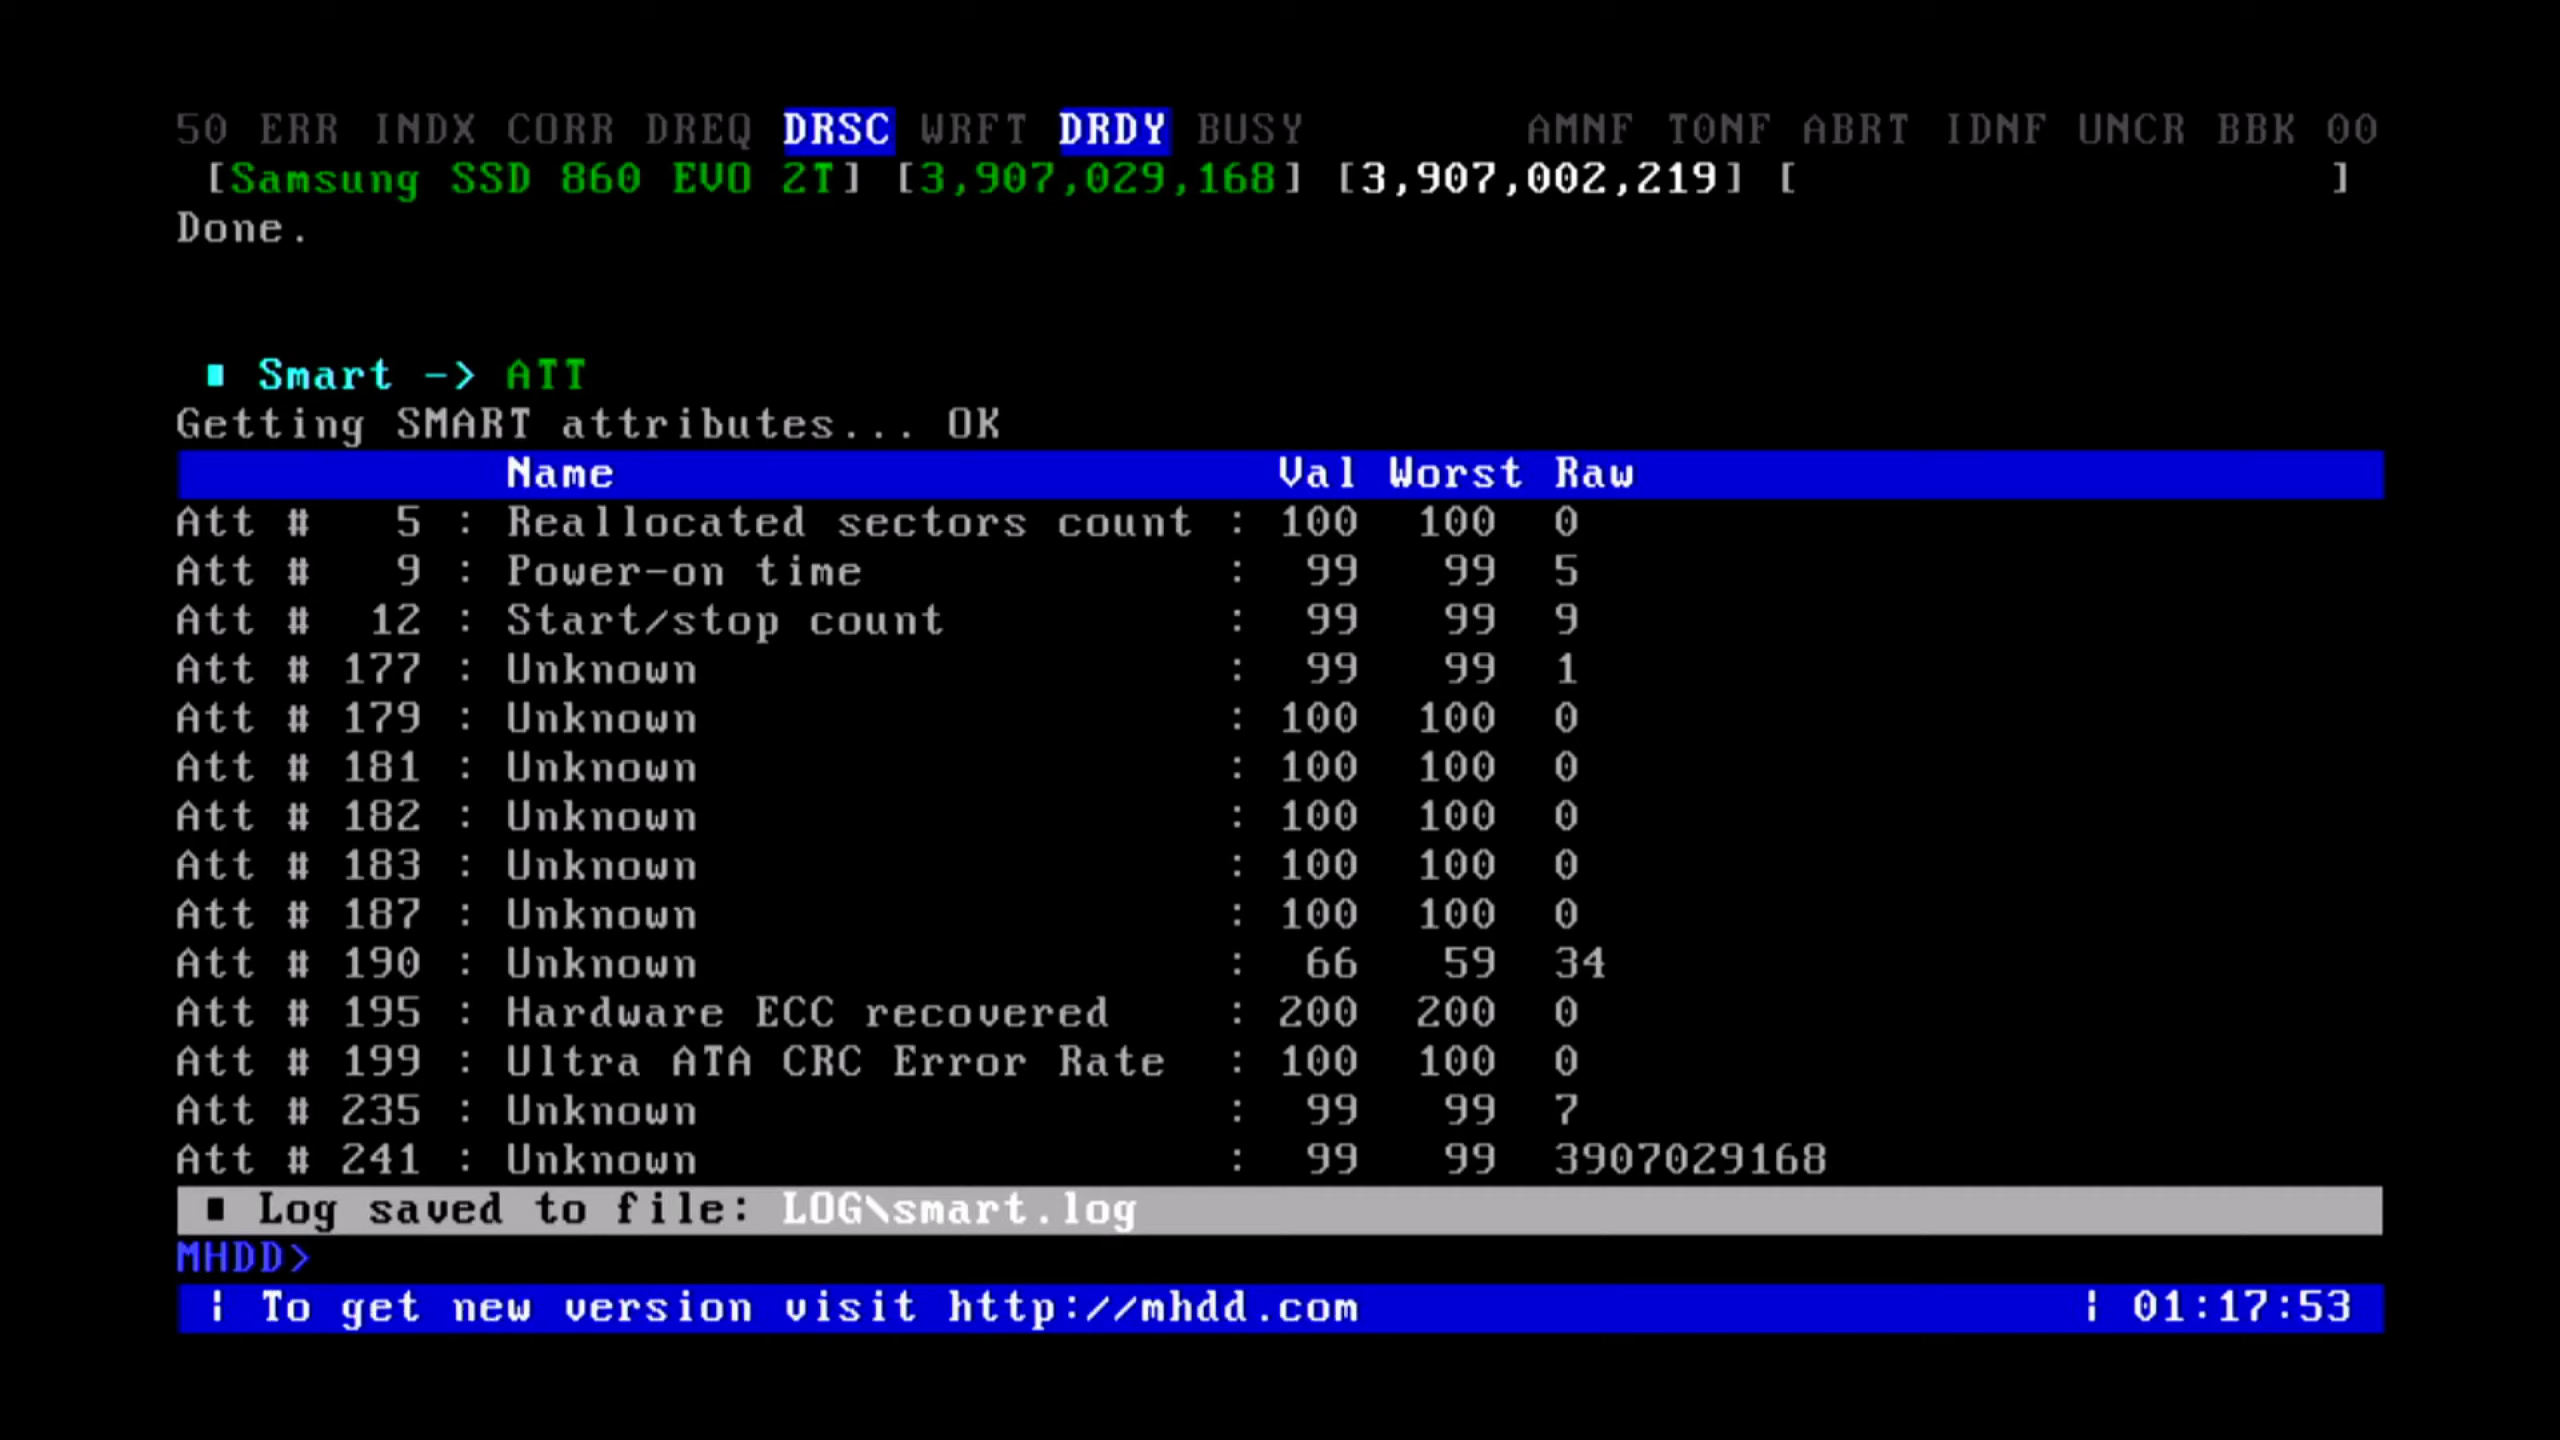 50 ERR INDX CORR DREQ DRSC WRFT DRDY BUSY AMNF TONF ABRT IDNF UNCR BBK 00
[Samsung SSD 860 EVO 2T] [3,907,029,168] [3,907,002,219] [ ]
Done.
Smart -> ATT
Getting SMART attributes... OK
Name Val Worst Raw
Att # 5 : Reallocated sectors count : 100 100 0
Att # 9 : Power-on time : 99 99 5
Att # 12 : Start/stop count : 99 99 9
Att # 177 : Unknown : 99 99 1
Att # 179 : Unknown : 100 100 0
Att # 181 : Unknown : 100 100 0
Att # 182 : Unknown : 100 100 0
Att # 183 : Unknown : 100 100 0
Att # 187 : Unknown : 100 100 0
Att # 190 : Unknown : 66 59 34
Att # 195 : Hardware ECC recovered : 200 200 0
Att # 199 : Ultra ATA CRC Error Rate : 100 100 0
Att # 235 : Unknown : 99 99 7
Att # 241 : Unknown : 99 99 3907029168
Log saved to file: LOG\smart.log
MHDD>
¦ To get new version visit http://mhdd.com ¦ 01:17:53